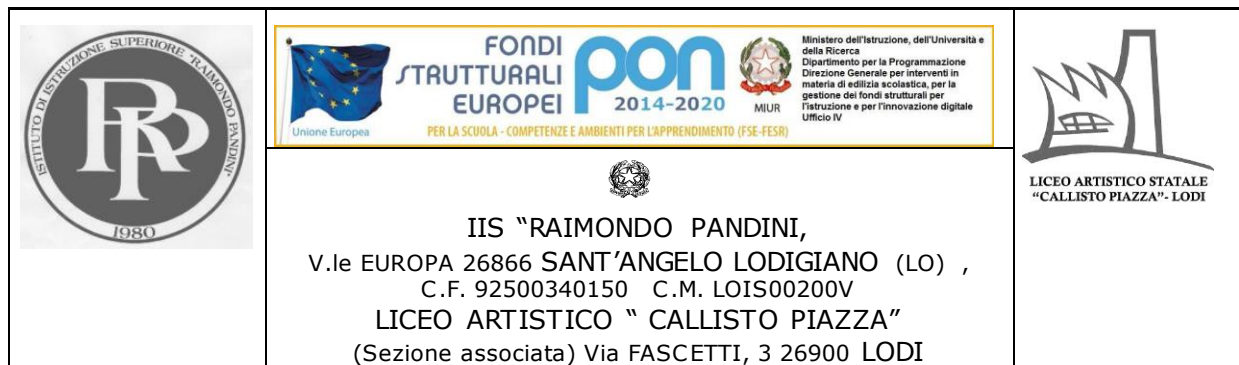 ISTITUTO DI ISTRUZIONE SUPERIORE "RAIMONDO PANDINI"
1980
FONDI
STRUTTURALI
EUROPEI
Unione Europea
pon
2014-2020
MIUR
Ministero dell'Istruzione, dell'Università e
della Ricerca
Dipartimento per la Programmazione
Direzione Generale per interventi in
materia di edilizia scolastica, per la
gestione dei fondi strutturali per
l'istruzione e per l'innovazione digitale
Ufficio IV
PER LA SCUOLA - COMPETENZE E AMBIENTI PER L'APPRENDIMENTO (FSE-FESR)
IIS “RAIMONDO PANDINI,
V.le EUROPA 26866 SANT’ANGELO LODIGIANO (LO) ,
C.F. 92500340150 C.M. LOIS00200V
LICEO ARTISTICO “ CALLISTO PIAZZA”
(Sezione associata) Via FASCETTI, 3 26900 LODI
LICEO ARTISTICO STATALE
“CALLISTO PIAZZA”- LODI